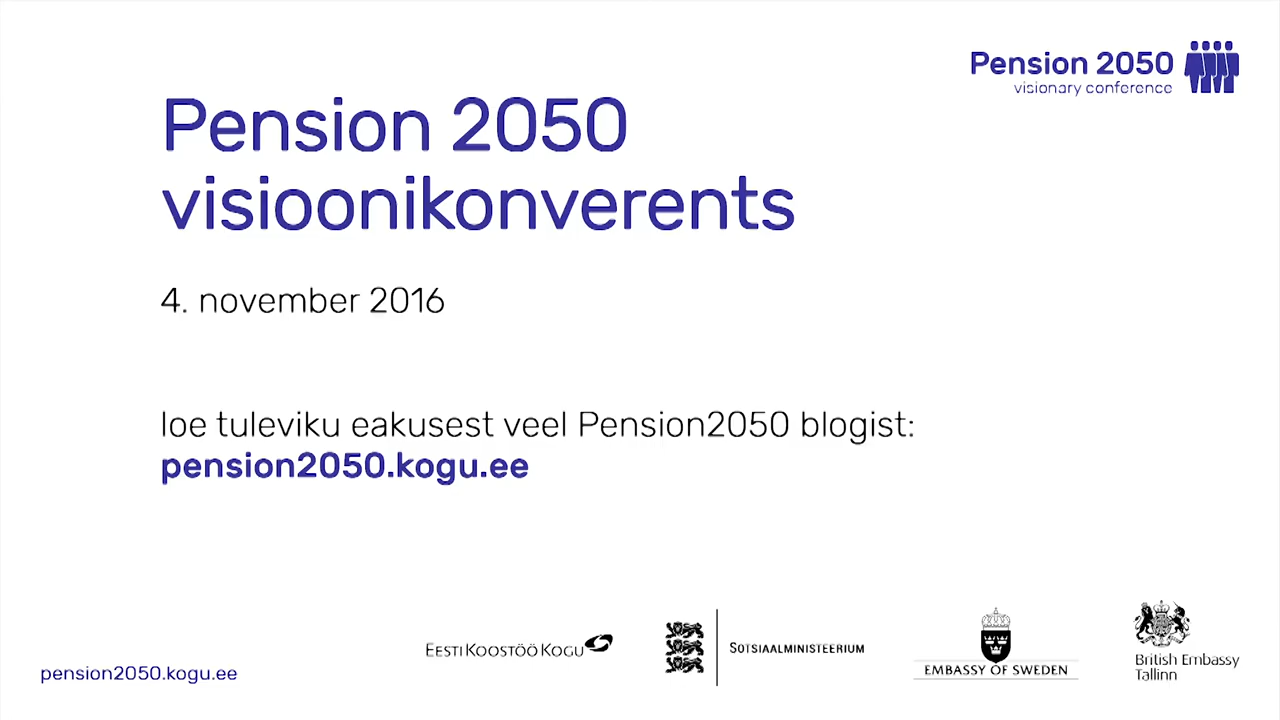 Pension 2050
visionary conference
Pension 2050
visioonikonverents
4. november 2016
loe tuleviku eakusest veel Pension2050 blogist:
pension2050.kogu.ee
pension2050.kogu.ee
EESTI KOOSTÖÖ KOGU
SOTSIAALMINISTEERIUM
EMBASSY OF SWEDEN
British Embassy
Tallinn